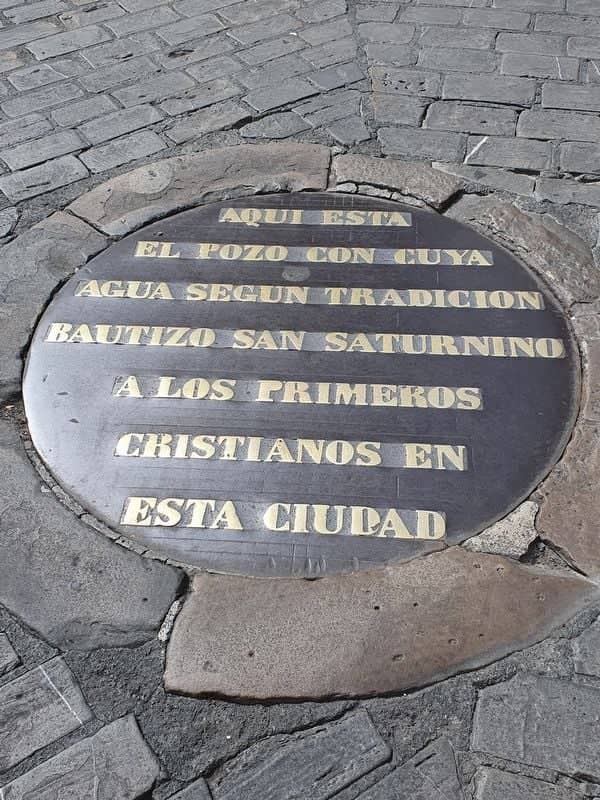 AQUI ESTA
EL POZO CON CUYA
AGUA SEGUN TRADICION
BAUTIZO SAN SATURNINO
A LOS PRIMEROS
CRISTIANOS EN
ESTA CIUDAD